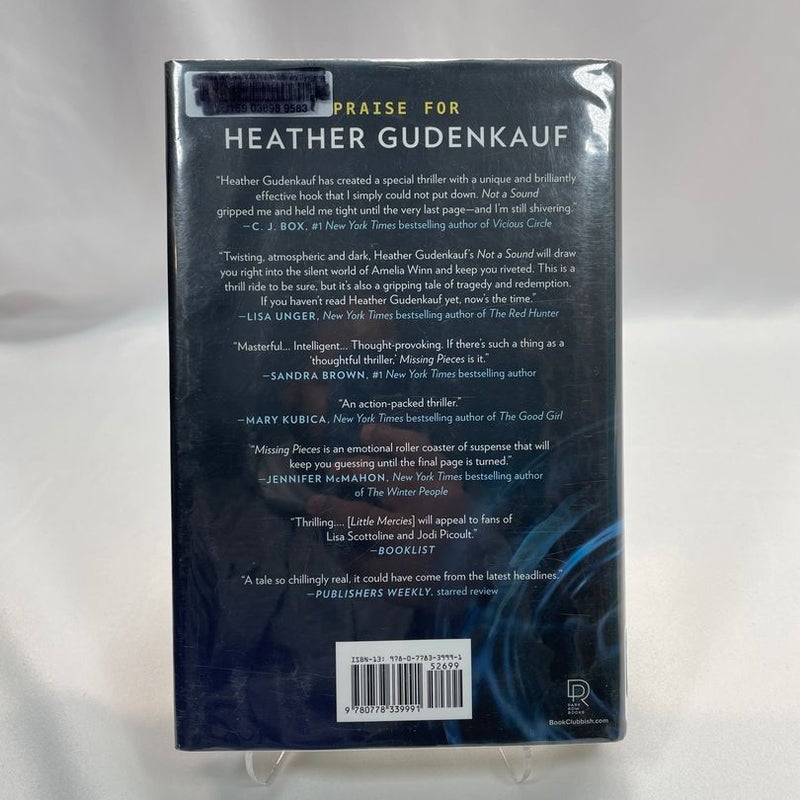 PRAISE FOR
HEATHER GUDENKAUF
"Heather Gudenkauf has created a special thriller with a unique and brilliantly
effective hook that I simply could not put down. Not a Sound
gripped me and held me tight until the very last page—and I'm still shivering."
—C. J. BOX, #1 New York Times bestselling author of Vicious Circle
"Twisting, atmospheric and dark, Heather Gudenkauf's Not a Sound will draw
you right into the silent world of Amelia Winn and keep you riveted. This is a
thrill ride to be sure, but it's also a gripping tale of tragedy and redemption.
If you haven't read Heather Gudenkauf yet, now's the time."
—LISA UNGER, New York Times bestselling author of The Red Hunter
"Masterful... Intelligent... Thought-provoking. If there's such a thing as a
'thoughtful thriller,' Missing Pieces is it."
—SANDRA BROWN, #1 New York Times bestselling author
"An action-packed thriller."
—MARY KUBICA, New York Times bestselling author of The Good Girl
"Missing Pieces is an emotional roller coaster of suspense that will
keep you guessing until the final page is turned."
—JENNIFER McMAHON, New York Times bestselling author
of The Winter People
"Thrilling.... [Little Mercies] will appeal to fans of
Lisa Scottoline and Jodi Picoult."
—BOOKLIST
"A tale so chillingly real, it could have come from the latest headlines."
—PUBLISHERS WEEKLY, starred review
ISBN-13: 978-0-7783-3999-1
52699
9 780778 339991
PARK
ROW
BOOKS
BookClubbish.com